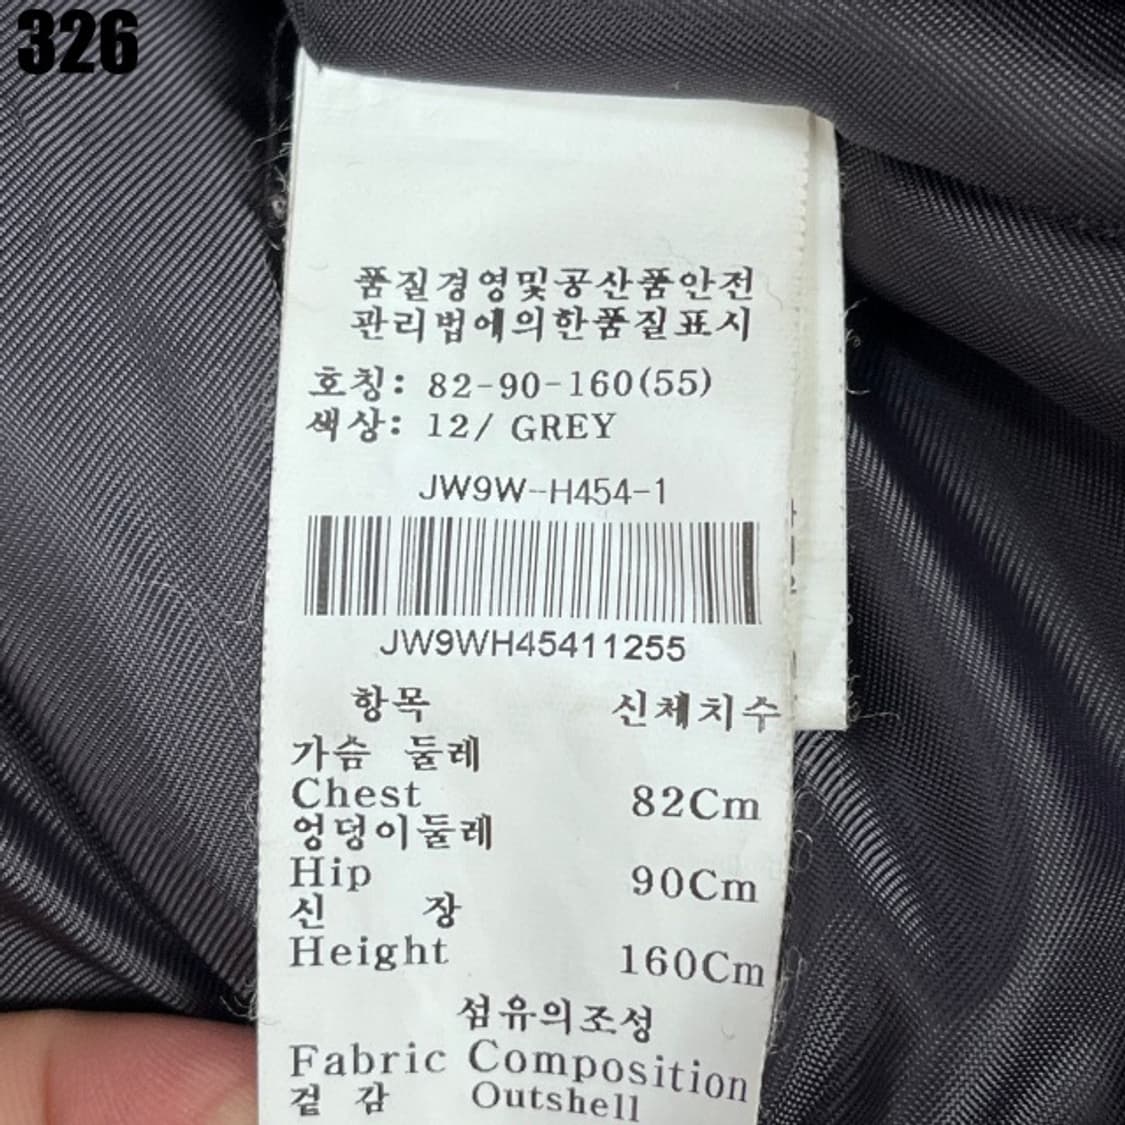 326
품질경영및공산품안전
관리법에의한품질표시
호칭: 82-90-160(55)
색상: 12/ GREY
JW9W-H454-1
JW9WH45411255
항목 신체치수
가슴 둘레
Chest 82Cm
엉덩이둘레
Hip 90Cm
신 장
Height 160Cm
섬유의조성
Fabric Composition
겉 감 Outshell